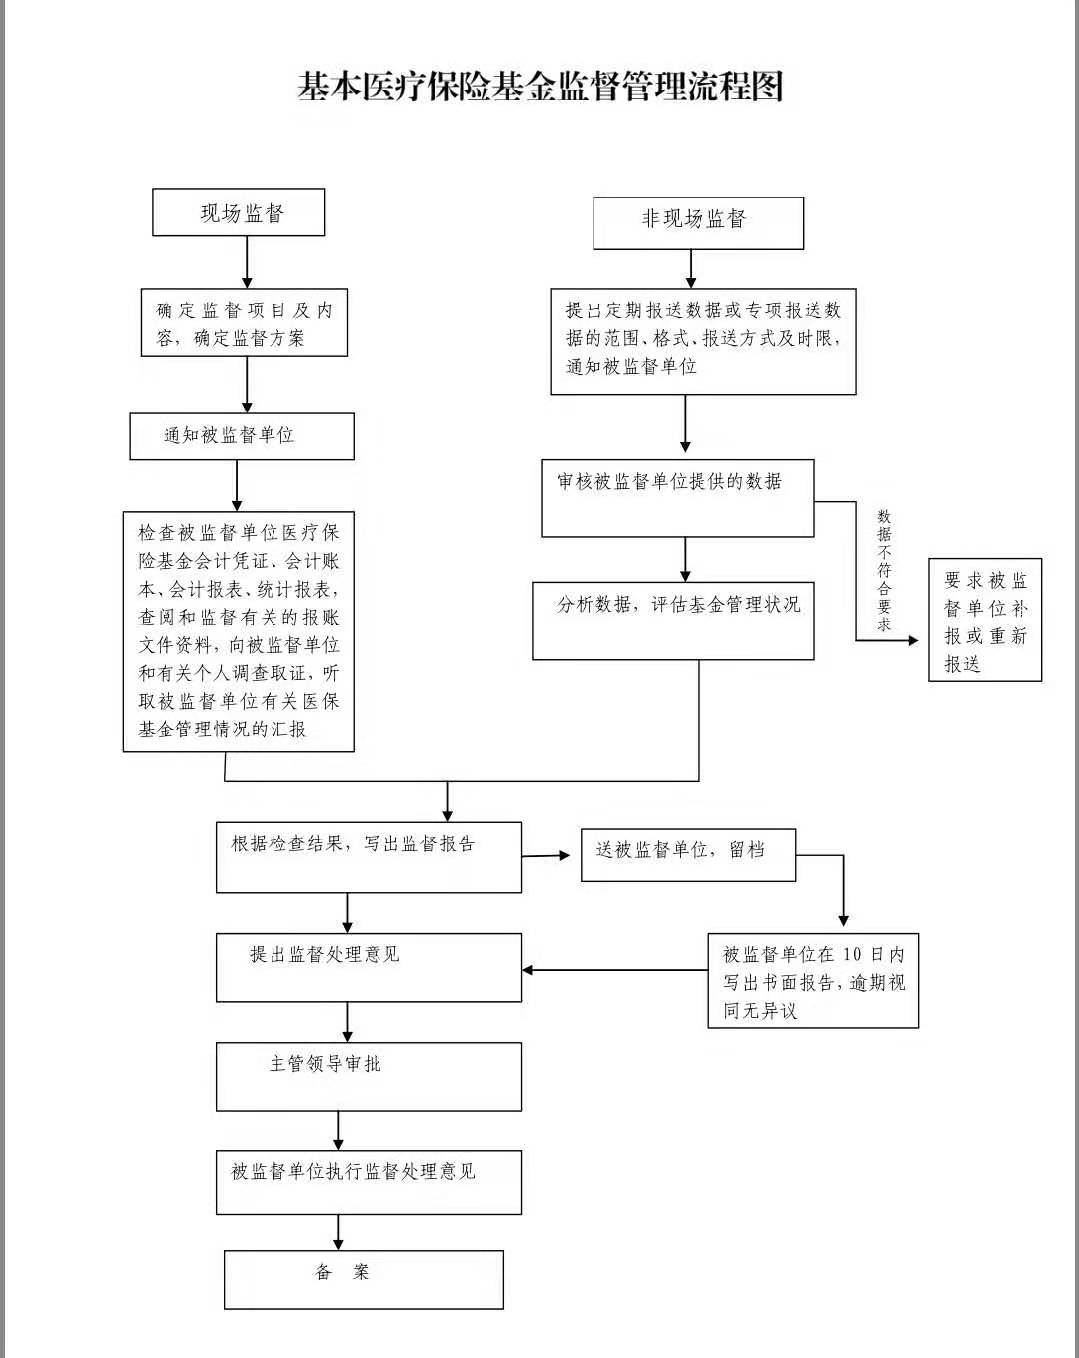 基本医疗保险基金监督管理流程图
现场监督
确定监督项目及内
容，确定监督方案
通知被监督单位
检查被监督单位医疗保
险基金会计凭证、会计账
本、会计报表、统计报表，
查阅和监督有关的报账
文件资料，向被监督单位
和有关个人调查取证，听
取被监督单位有关医保
基金管理情况的汇报
非现场监督
提出定期报送数据或专项报送数
据的范围、格式、报送方式及时限，
通知被监督单位
审核被监督单位提供的数据
数据不符合要求
要求被监
督单位补
报或重新
报送
分析数据，评估基金管理状况
根据检查结果，写出监督报告
送被监督单位，留档
被监督单位在 10 日内
写出书面报告，逾期视
同无异议
提出监督处理意见
主管领导审批
被监督单位执行监督处理意见
备 案